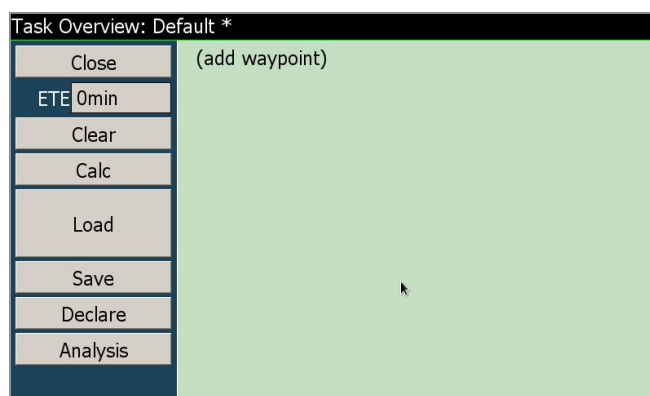 Task Overview: Default *
Close
(add waypoint)
ETE 0min
Clear
Calc
Load
Save
Declare
Analysis